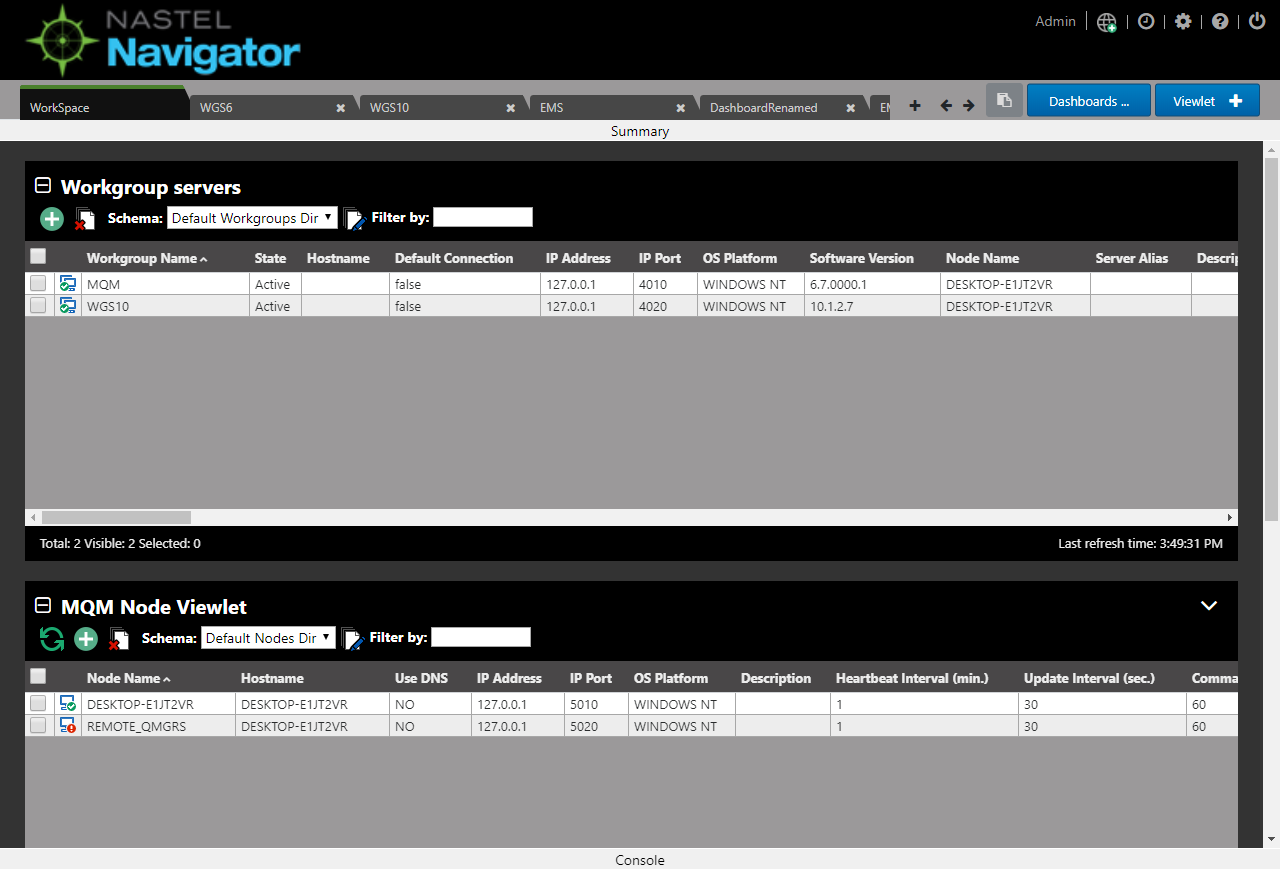 NASTEL
Navigator
Admin
WorkSpace WGS6 WGS10 EMS DashboardRenamed Dashboards ... Viewlet
Summary
Workgroup servers
Schema: Default Workgroups Dir Filter by:
Workgroup Name State Hostname Default Connection IP Address IP Port OS Platform Software Version Node Name Server Alias
MQM Active false 127.0.0.1 4010 WINDOWS NT 6.7.0000.1 DESKTOP-E1JT2VR
WGS10 Active false 127.0.0.1 4020 WINDOWS NT 10.1.2.7 DESKTOP-E1JT2VR
Total: 2 Visible: 2 Selected: 0 Last refresh time: 3:49:31 PM
MQM Node Viewlet
Schema: Default Nodes Dir Filter by:
Node Name Hostname Use DNS IP Address IP Port OS Platform Description Heartbeat Interval (min.) Update Interval (sec.)
DESKTOP-E1JT2VR DESKTOP-E1JT2VR NO 127.0.0.1 5010 WINDOWS NT 1 30 60
REMOTE_QMGRS DESKTOP-E1JT2VR NO 127.0.0.1 5020 WINDOWS NT 1 30 60
Console